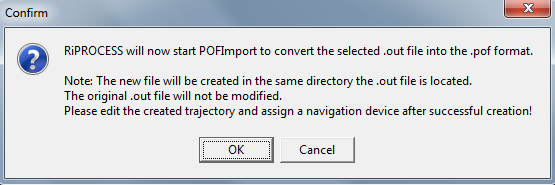 Confirm
RiPROCESS will now start POFImport to convert the selected .out file into the .pof format.
Note: The new file will be created in the same directory the .out file is located.
The original .out file will not be modified.
Please edit the created trajectory and assign a navigation device after successful creation!
OK
Cancel